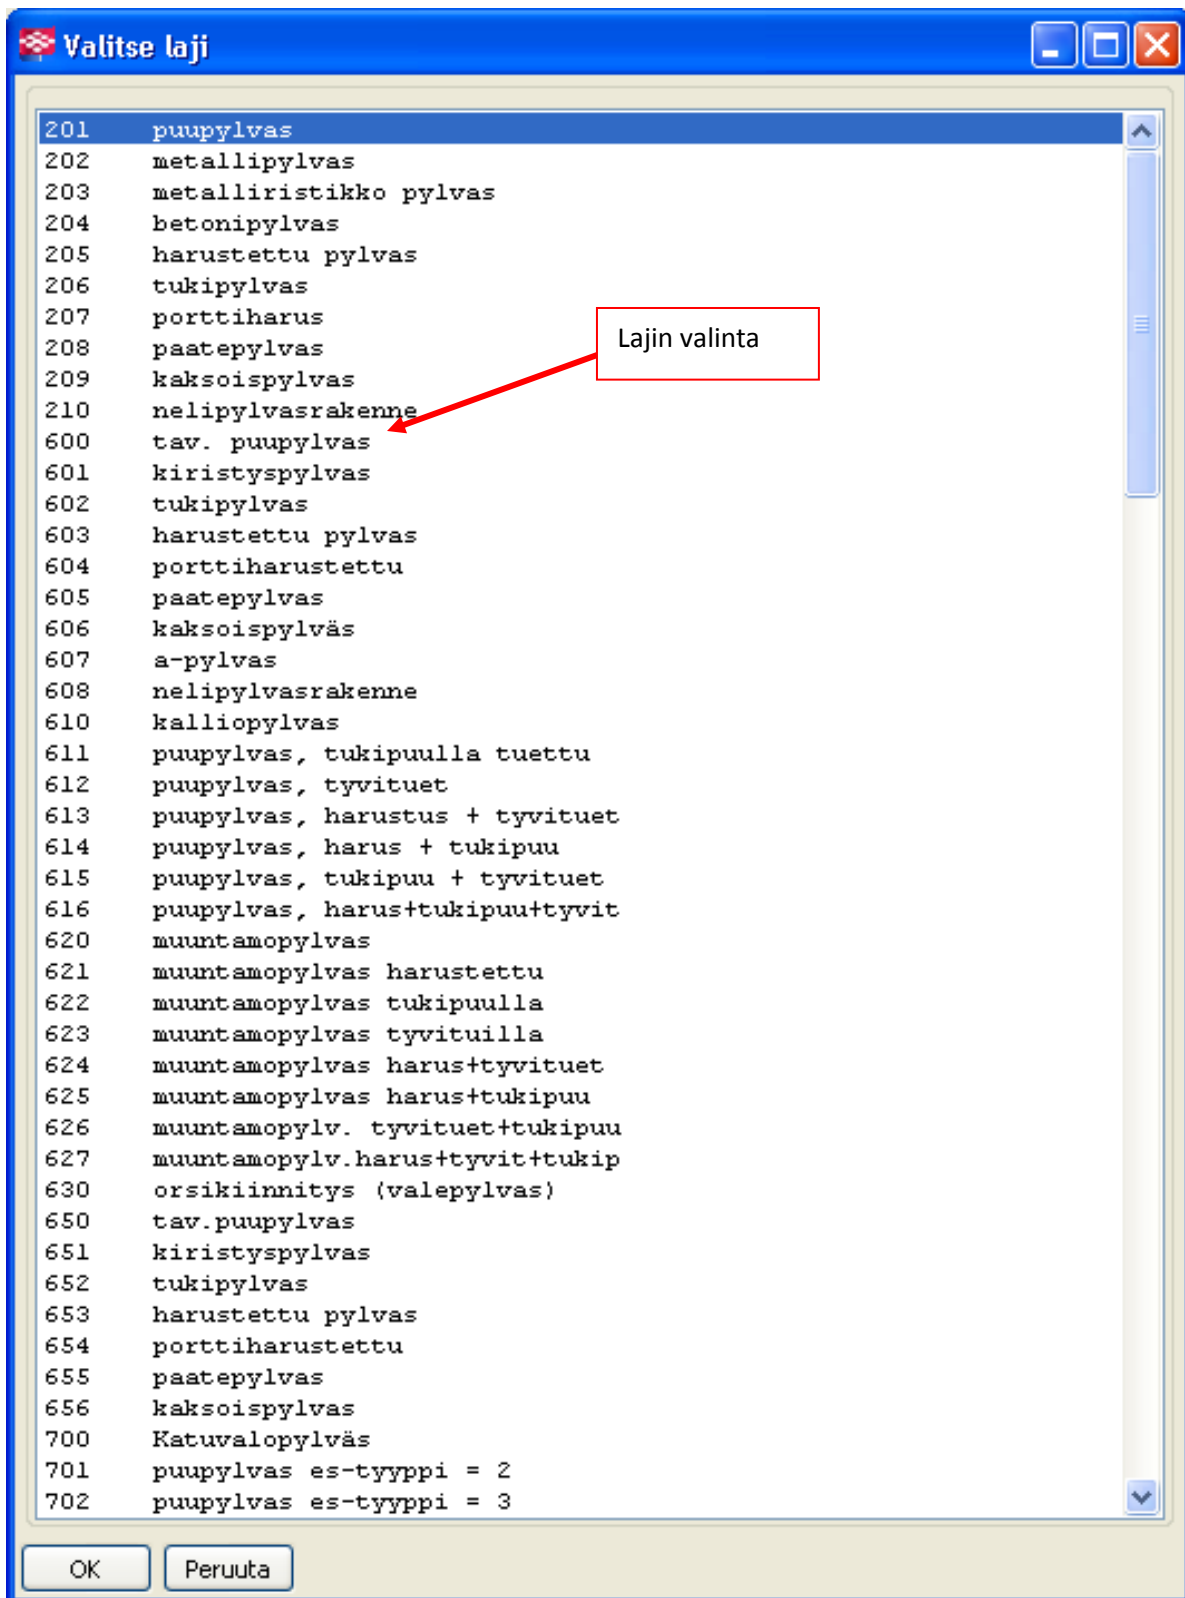 Valitse laji
201 puupylvas
202 metallipylvas
203 metalliristikko pylvas
204 betonipylvas
205 harustettu pylvas
206 tukipylvas
207 porttiharus
Lajin valinta
208 paatepylvas
209 kaksoispylvas
210 nelipylvasrakenne
600 tav. puupylvas
601 kiristyspylvas
602 tukipylvas
603 harustettu pylvas
604 porttiharustettu
605 paatepylvas
606 kaksoispylväs
607 a-pylvas
608 nelipylvasrakenne
610 kalliopylvas
611 puupylvas, tukipuulla tuettu
612 puupylvas, tyvituet
613 puupylvas, harustus + tyvituet
614 puupylvas, harus + tukipuu
615 puupylvas, tukipuu + tyvituet
616 puupylvas, harus+tukipuu+tyvit
620 muuntamopylvas
621 muuntamopylvas harustettu
622 muuntamopylvas tukipuulla
623 muuntamopylvas tyvituilla
624 muuntamopylvas harus+tyvituet
625 muuntamopylvas harus+tukipuu
626 muuntamopylv. tyvituet+tukipuu
627 muuntamopylv.harus+tyvit+tukip
630 orsikiinnitys (valepylvas)
650 tav.puupylvas
651 kiristyspylvas
652 tukipylvas
653 harustettu pylvas
654 porttiharustettu
655 paatepylvas
656 kaksoispylvas
700 Katuvalopylväs
701 puupylvas es-tyyppi = 2
702 puupylvas es-tyyppi = 3
OK Peruuta